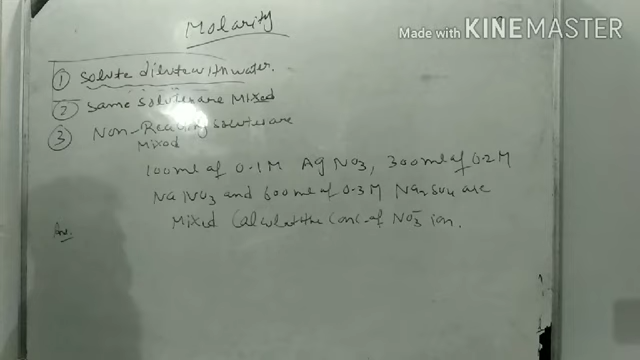 Molarity
Made with KINEMASTER
① Solute dilute with water.
② Same solutes are Mixed
③ Non-Reacting solutes are
Mixed
100ml of 0.1M AgNO3, 300ml of 0.2M
NaNO3 and 600ml of 0.3M Na2SO4 are
Mixed Calculate the Conc. of NO3⁻ ion.
Ans.